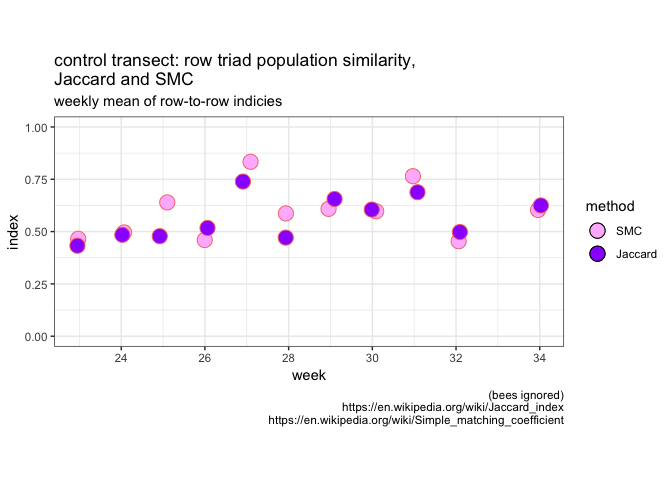 control transect: row triad population similarity,
Jaccard and SMC
weekly mean of row-to-row indicies
1.00
0.75
0.50
0.25
0.00
index
24 26 28 30 32 34
week
method
SMC
Jaccard
(bees ignored)
https://en.wikipedia.org/wiki/Jaccard_index
https://en.wikipedia.org/wiki/Simple_matching_coefficient